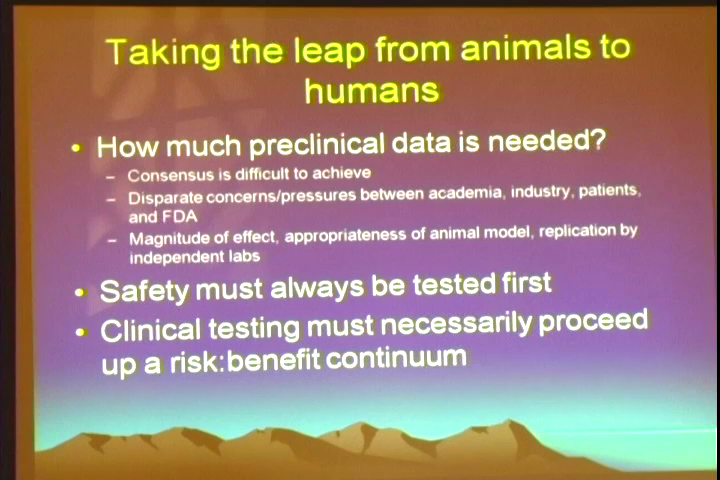 Taking the leap from animals to
humans
• How much preclinical data is needed?
– Consensus is difficult to achieve
– Disparate concerns/pressures between academia, industry, patients,
and FDA
– Magnitude of effect, appropriateness of animal model, replication by
independent labs
• Safety must always be tested first
• Clinical testing must necessarily proceed
up a risk:benefit continuum